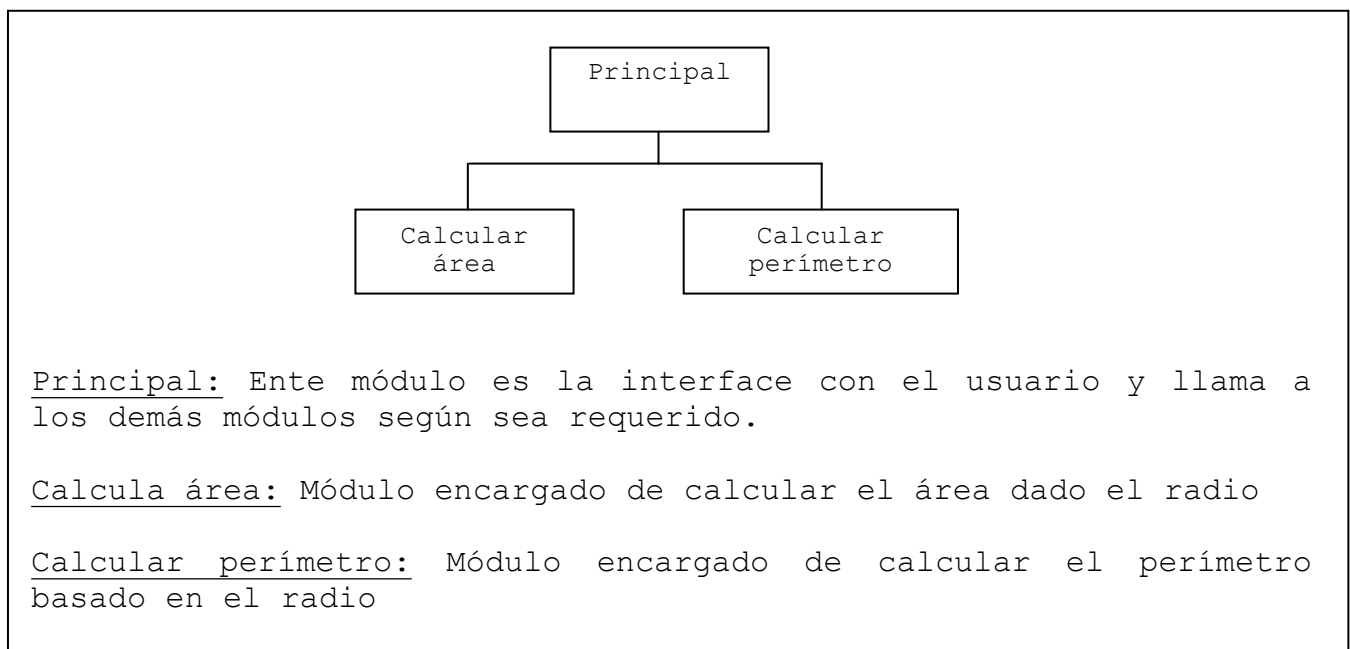 Principal
Calcular
área
Calcular
perímetro
Principal: Ente módulo es la interface con el usuario y llama a
los demás módulos según sea requerido.
Calcula área: Módulo encargado de calcular el área dado el radio
Calcular perímetro: Módulo encargado de calcular el perímetro
basado en el radio